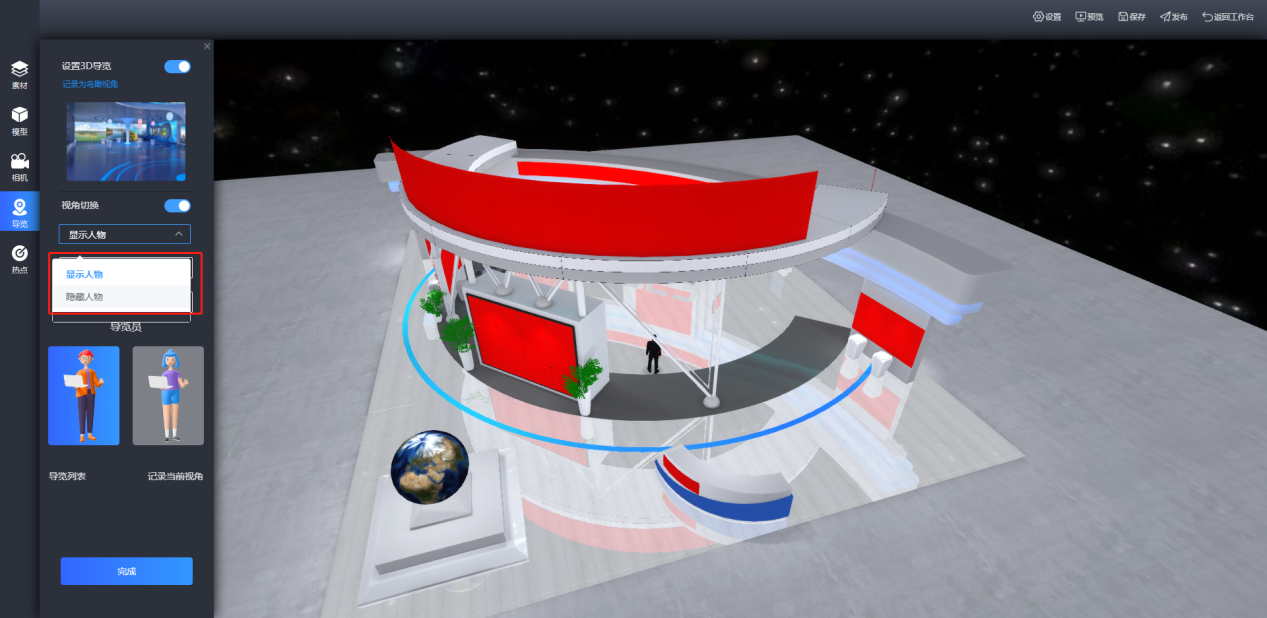 设置
预览
保存
发布
返回工作台
素材
模型
相机
导览
热点
设置3D导览
记录为鸟瞰视角
视角切换
显示人物
显示人物
隐藏人物
导览员
导览列表
记录当前视角
完成